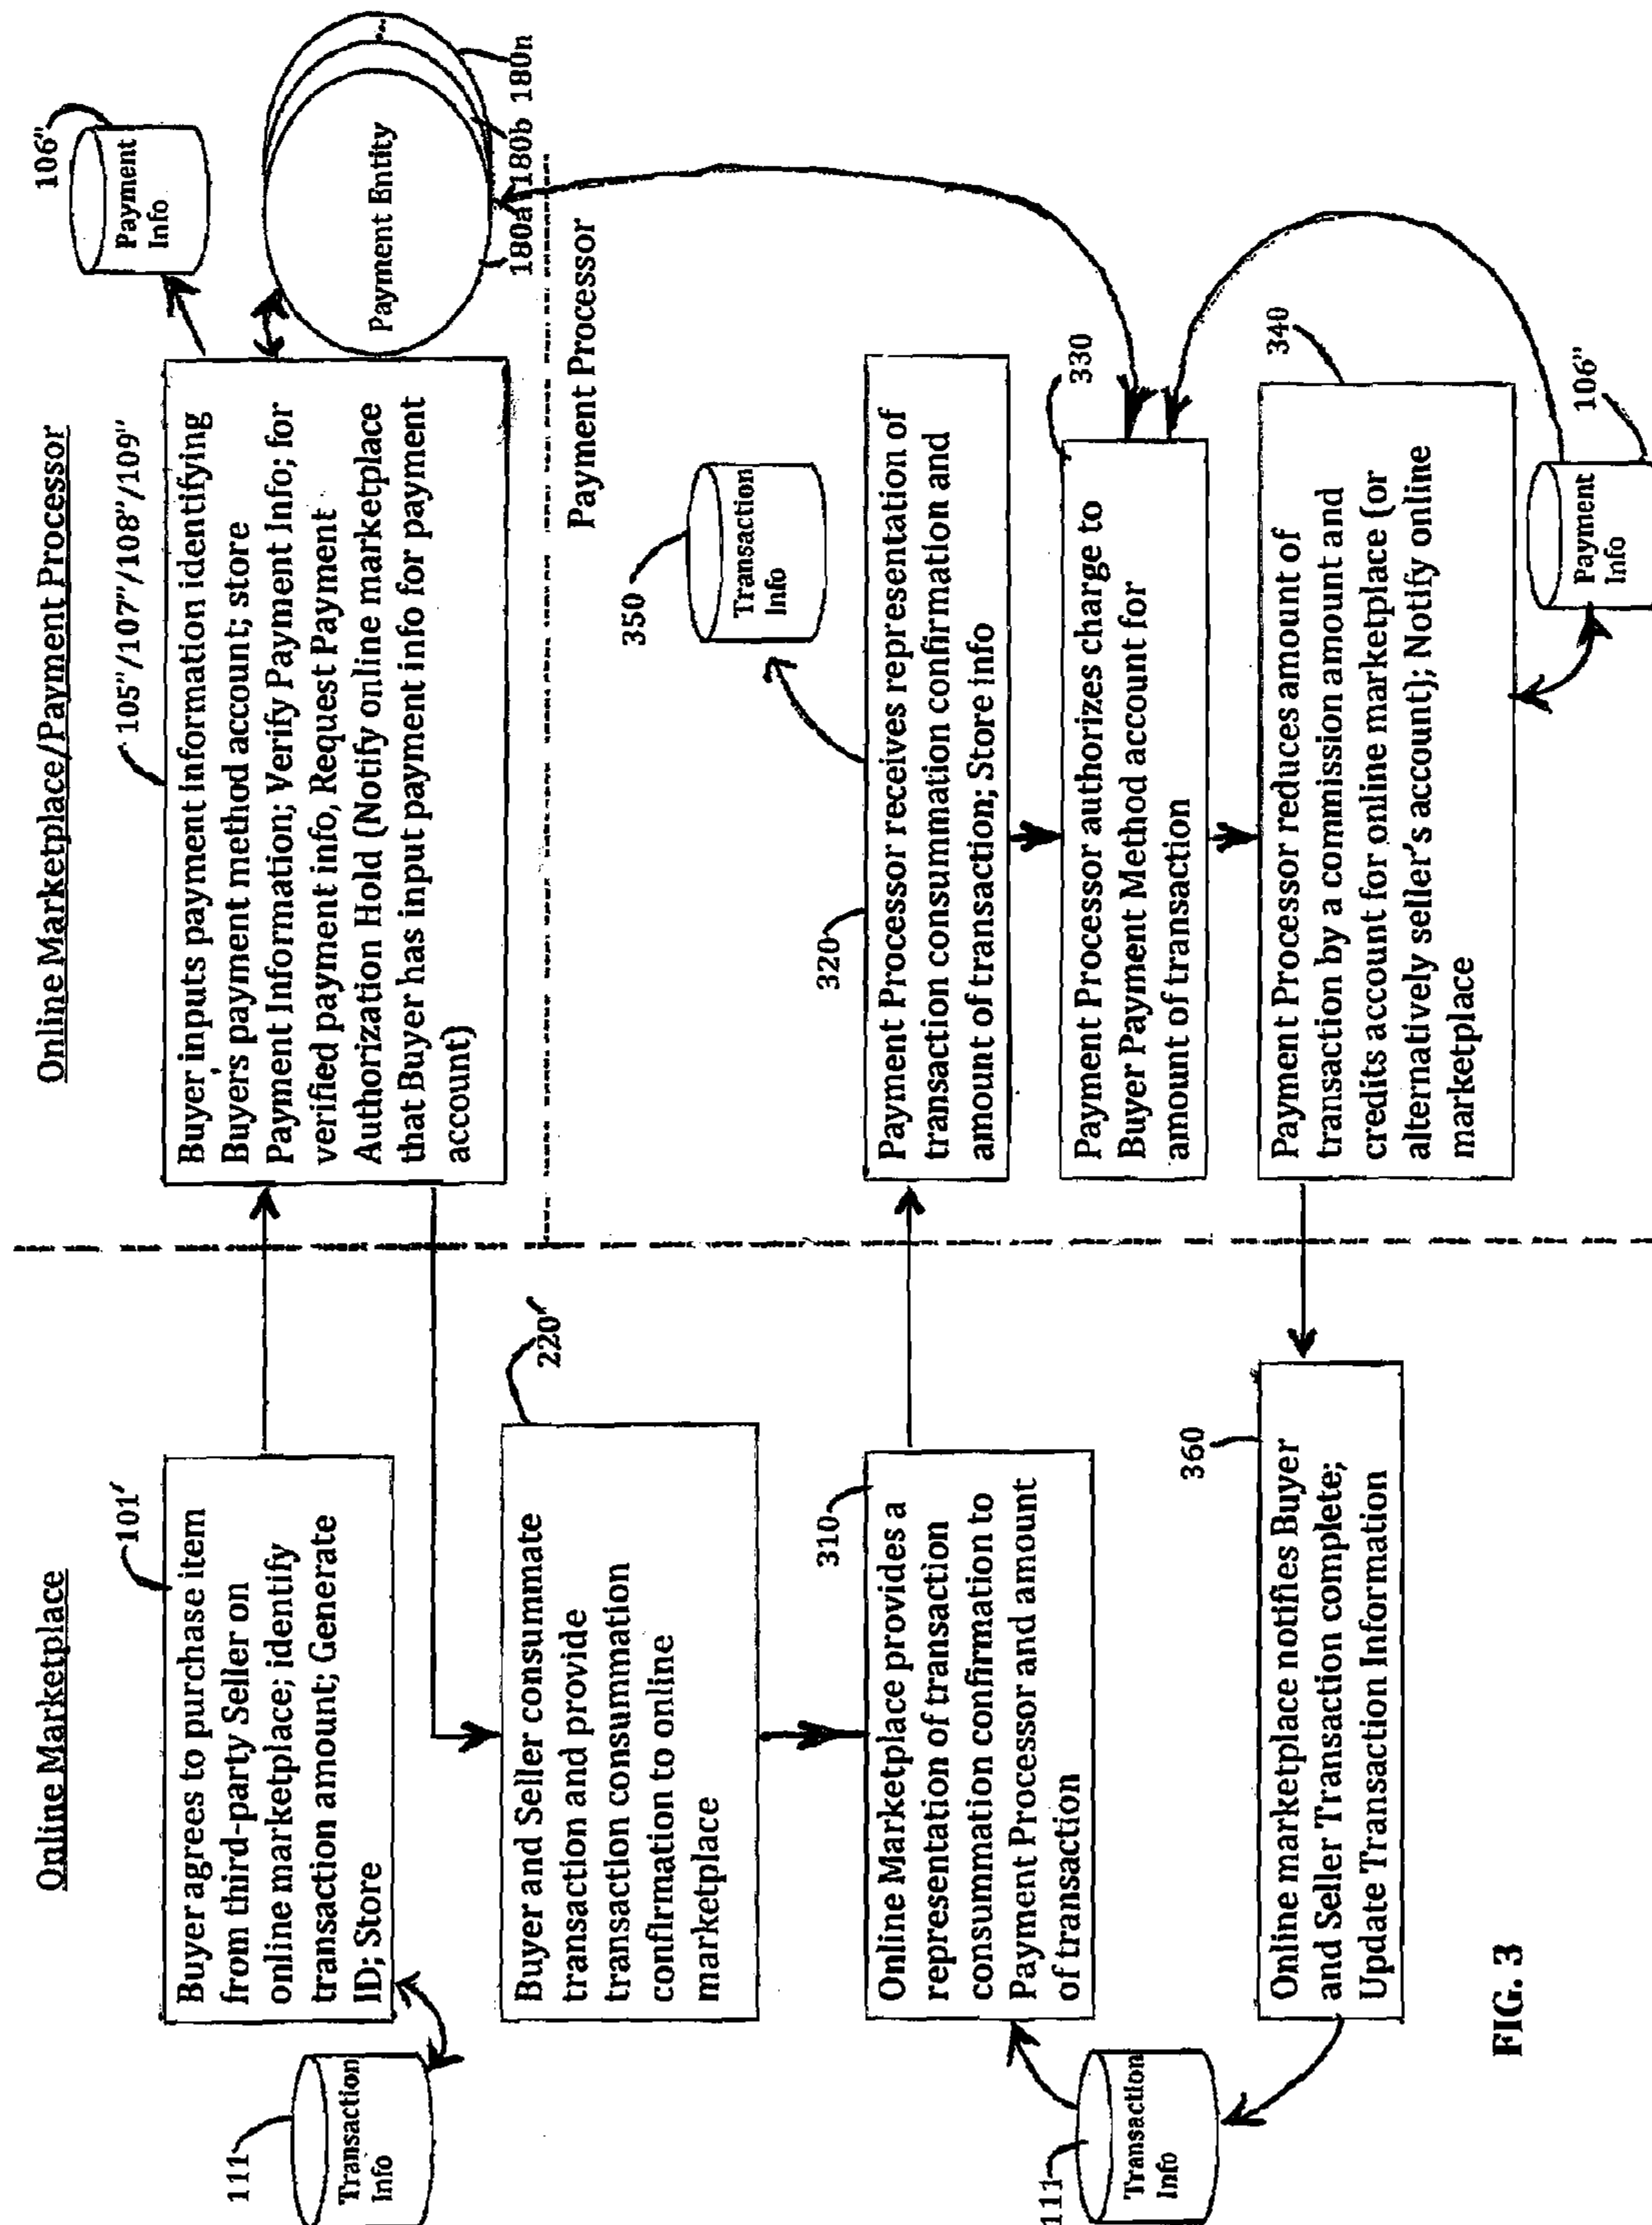 Online Marketplace
Online Marketplace/Payment Processor
111
Transaction
Info
101'
Buyer agrees to purchase item
from third-party Seller on
online marketplace; identify
transaction amount; Generate
ID; Store
105"/107"/108"/109"
Buyer inputs payment information identifying
Buyers payment method account; store
Payment Information; Verify Payment Info; for
verified payment info, Request Payment
Authorization Hold (Notify online marketplace
that Buyer has input payment info for payment
account)
106"
Payment
Info
Payment Entity
180a
180b
180n
Payment Processor
220'
Buyer and Seller consummate
transaction and provide
transaction consummation
confirmation to online
marketplace
350
Transaction
Info
310
Online Marketplace provides a
representation of transaction
consummation confirmation to
Payment Processor and amount
of transaction
320
Payment Processor receives representation of
transaction consummation confirmation and
amount of transaction; Store info
330
Payment Processor authorizes charge to
Buyer Payment Method account for
amount of transaction
111
Transaction
Info
360
Online marketplace notifies Buyer
and Seller Transaction complete;
Update Transaction Information
340
Payment Processor reduces amount of
transaction by a commission amount and
credits account for online marketplace (or
alternatively seller's account); Notify online
marketplace
106"
Payment
Info
FIG. 3